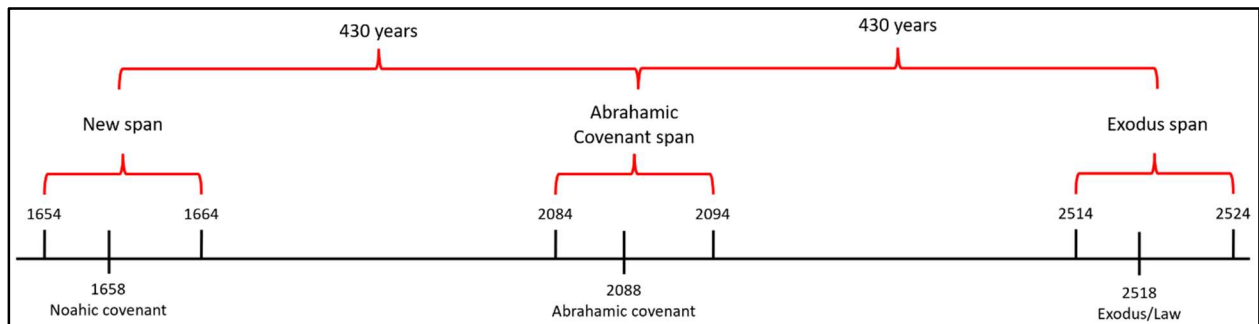 430 years
430 years
New span
Abrahamic
Covenant span
Exodus span
1654
1664
2084
2094
2514
2524
1658
Noahic covenant
2088
Abrahamic covenant
2518
Exodus/Law